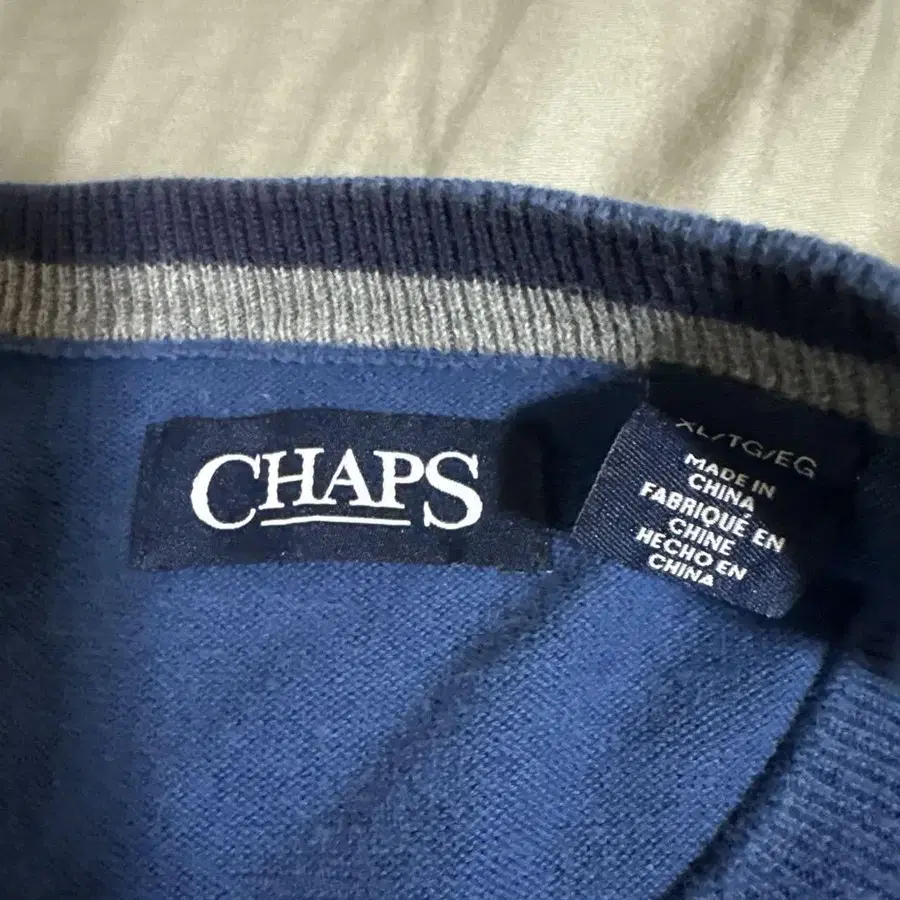 CHAPS
XL/TG/EG
MADE IN
CHINA
FABRIQUÉ EN
CHINE
HECHO EN
CHINA